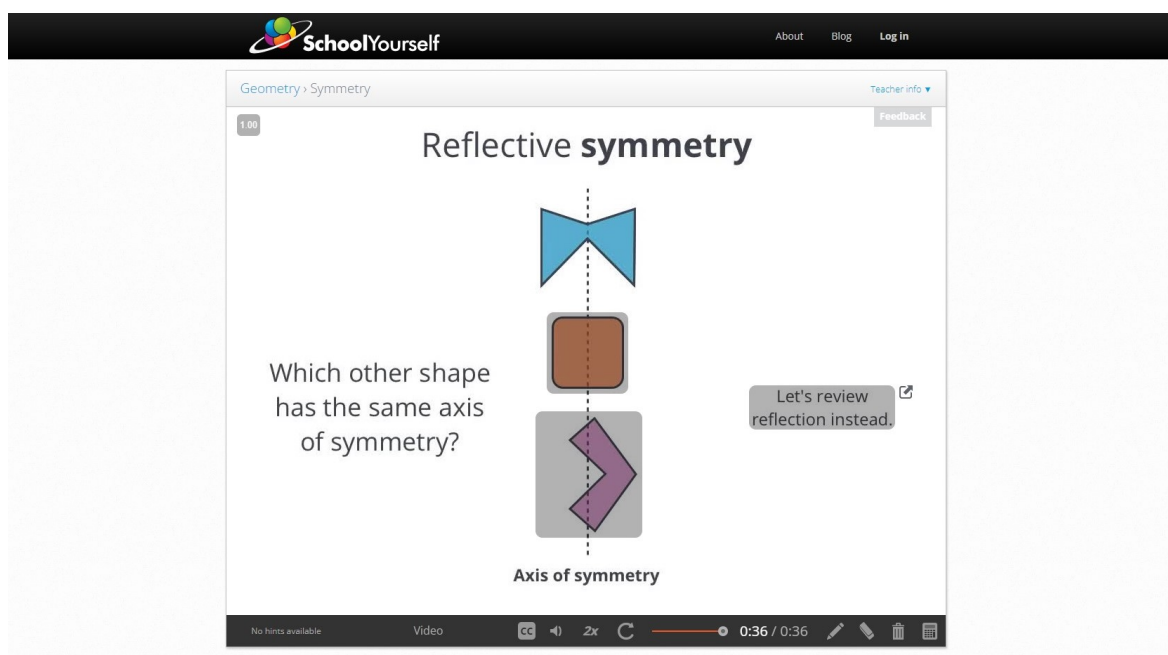 SchoolYourself
About Blog Log in
Geometry › Symmetry
Teacher info ▼
1.00
Feedback
Reflective symmetry
Which other shape
has the same axis
of symmetry?
Let's review
reflection instead.
Axis of symmetry
No hints available
Video
CC
2x
0:36 / 0:36